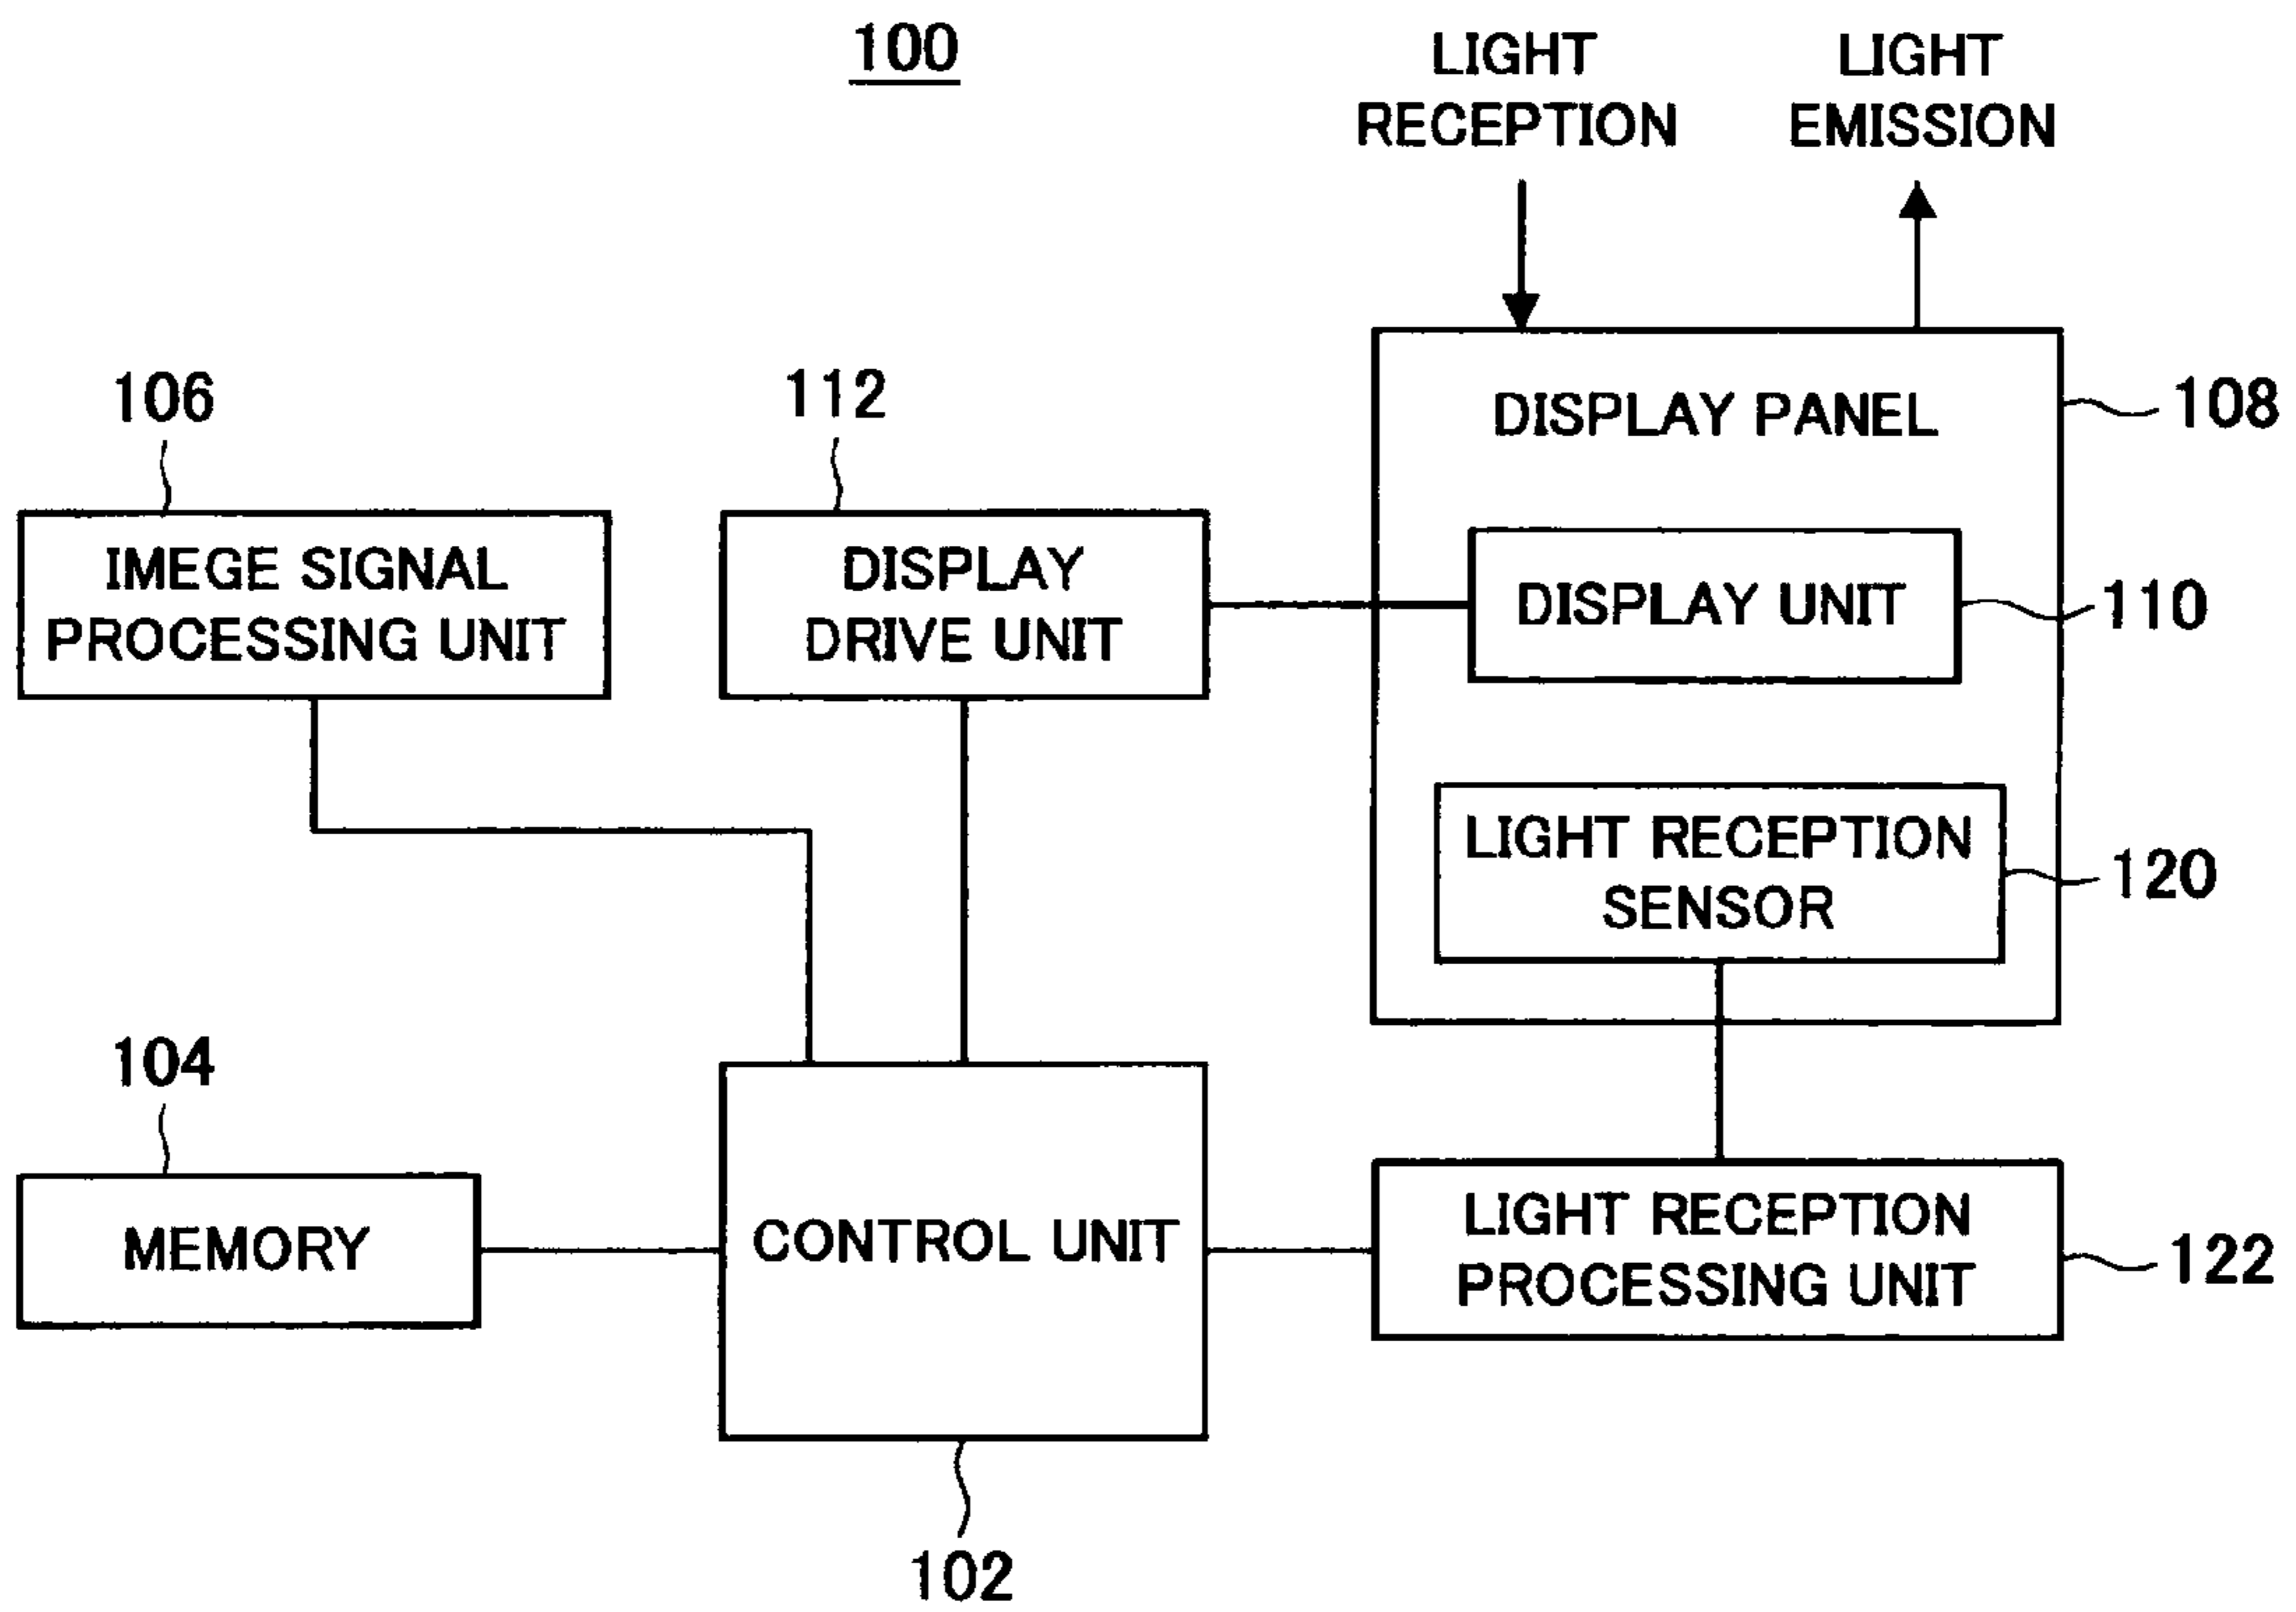 100
LIGHT
RECEPTION
LIGHT
EMISSION
106
112
DISPLAY PANEL
108
IMEGE SIGNAL
PROCESSING UNIT
DISPLAY
DRIVE UNIT
DISPLAY UNIT
110
LIGHT RECEPTION
SENSOR
120
104
MEMORY
CONTROL UNIT
LIGHT RECEPTION
PROCESSING UNIT
122
102